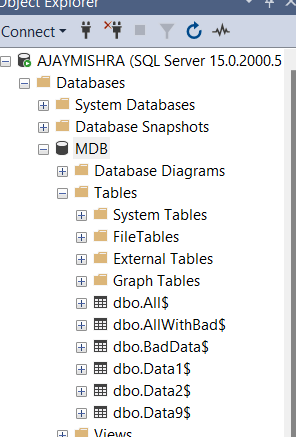 Object Explorer
Connect
AJAYMISHRA (SQL Server 15.0.2000.5
Databases
System Databases
Database Snapshots
MDB
Database Diagrams
Tables
System Tables
FileTables
External Tables
Graph Tables
dbo.All$
dbo.AllWithBad$
dbo.BadData$
dbo.Data1$
dbo.Data2$
dbo.Data9$
Views